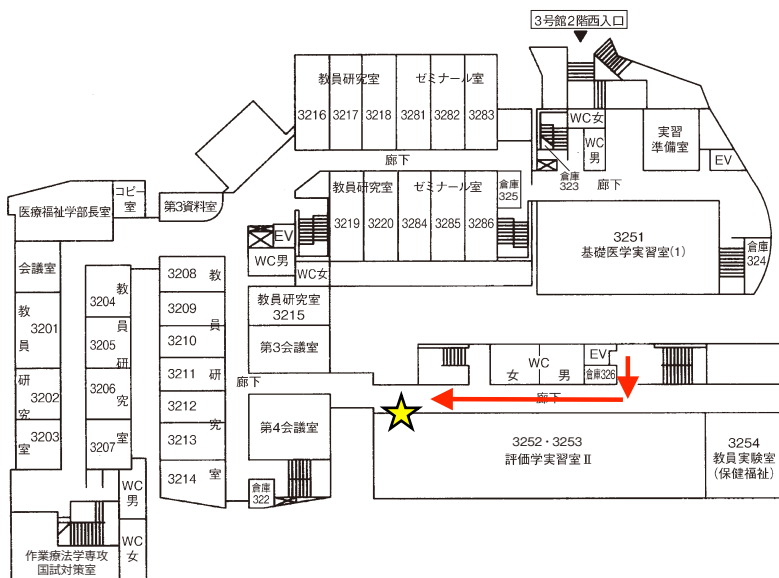 3号館2階西入口
教員研究室
ゼミナール室
3216 3217 3218 3281 3282 3283
WC女
WC
男
実習
準備室
EV
倉庫
323
廊下
廊下
コピー
室
第3資料室
医療福祉学部長室
教員研究室
ゼミナール室
倉庫
325
3219 3220 3284 3285 3286
EV
WC男
WC女
3251
基礎医学実習室(1)
倉庫
324
会議室
教員研究室
3201
3202
3203
教員研究室
3204
3205
3206
3207
教員研究室
3208
3209
3210
3211
3212
3213
3214
教員研究室
3215
第3会議室
廊下
第4会議室
倉庫
322
WC
女 男
EV
倉庫326
廊下
3252・3253
評価学実習室Ⅱ
3254
教員実験室
(保健福祉)
WC
男
WC
女
作業療法学専攻
国試対策室